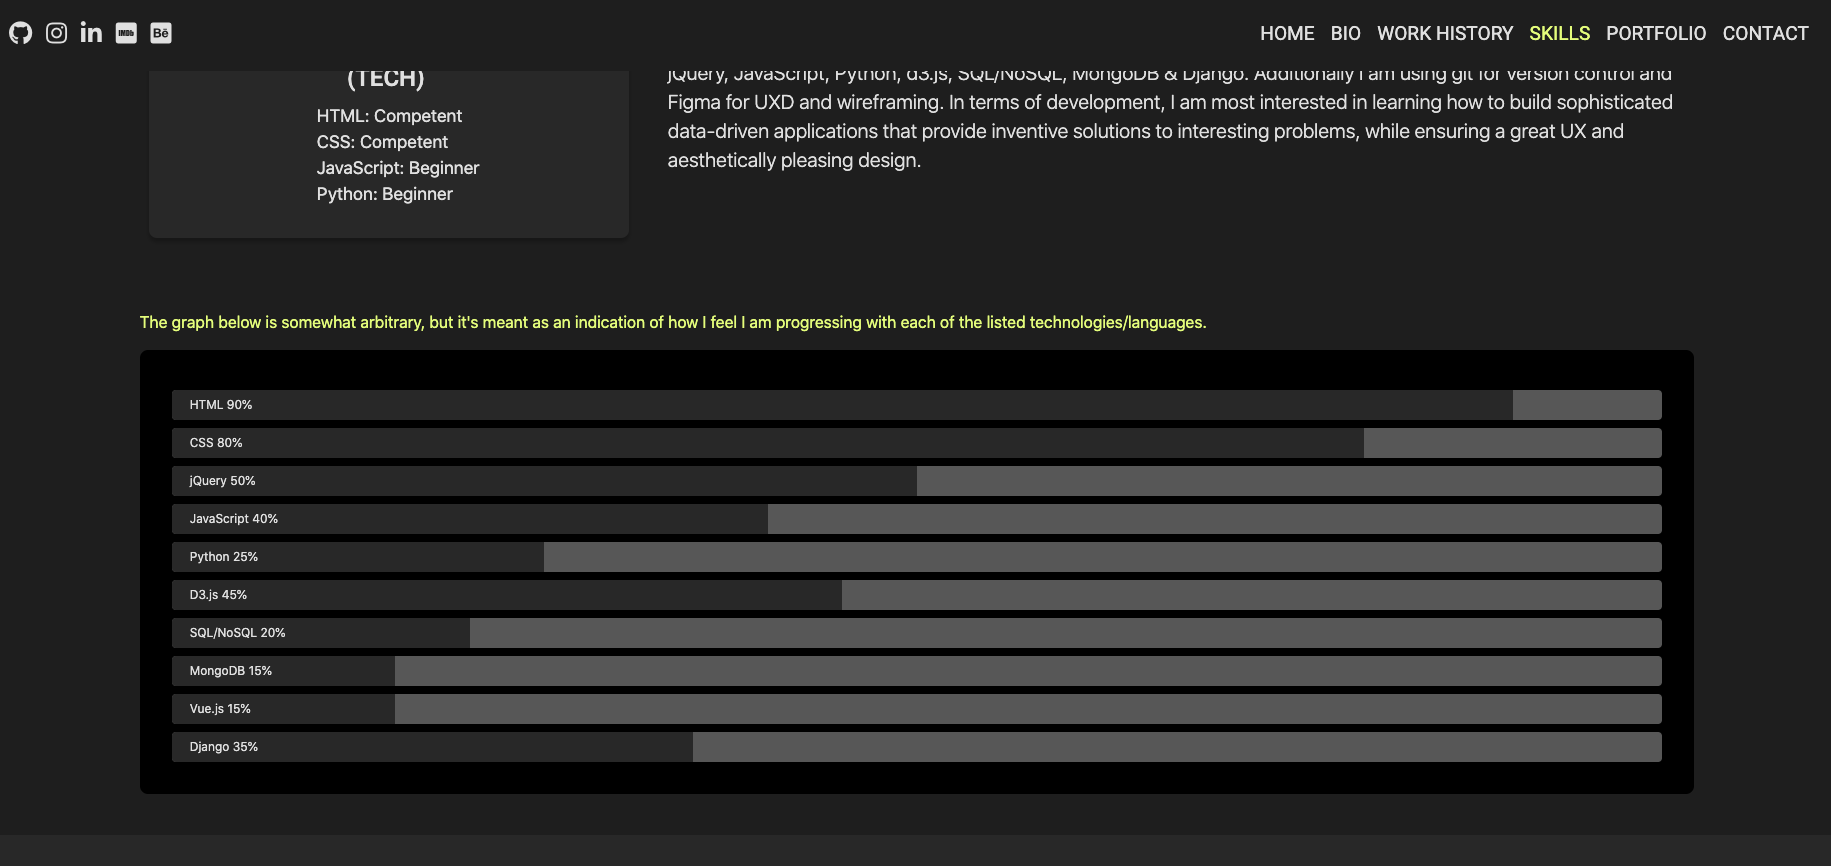 IMDb
Bē
HOME BIO WORK HISTORY SKILLS PORTFOLIO CONTACT
(TECH)
HTML: Competent
CSS: Competent
JavaScript: Beginner
Python: Beginner
jQuery, JavaScript, Python, d3.js, SQL/NoSQL, MongoDB & Django. Additionally I am using git for version control and
Figma for UXD and wireframing. In terms of development, I am most interested in learning how to build sophisticated
data-driven applications that provide inventive solutions to interesting problems, while ensuring a great UX and
aesthetically pleasing design.
The graph below is somewhat arbitrary, but it's meant as an indication of how I feel I am progressing with each of the listed technologies/languages.
HTML 90%
CSS 80%
jQuery 50%
JavaScript 40%
Python 25%
D3.js 45%
SQL/NoSQL 20%
MongoDB 15%
Vue.js 15%
Django 35%